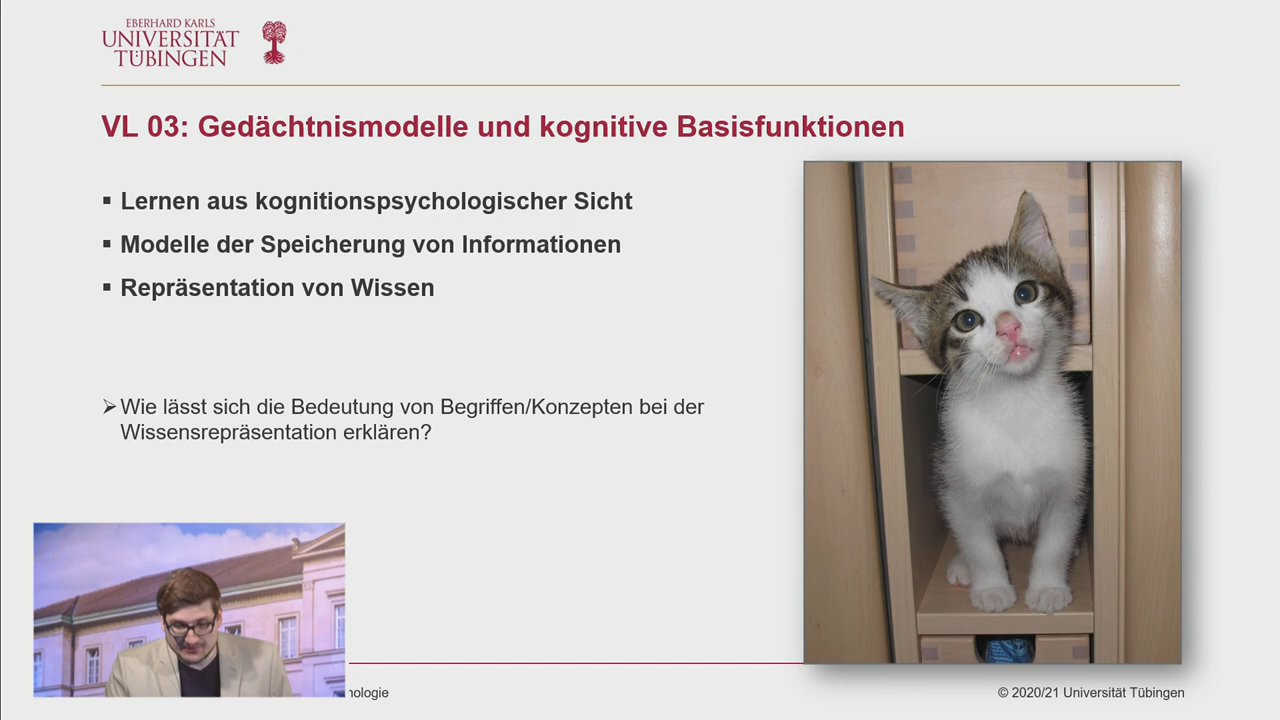 EBERHARD KARLS
UNIVERSITÄT
TÜBINGEN
VL 03: Gedächtnismodelle und kognitive Basisfunktionen
▪ Lernen aus kognitionspsychologischer Sicht
▪ Modelle der Speicherung von Informationen
▪ Repräsentation von Wissen
➢ Wie lässt sich die Bedeutung von Begriffen/Konzepten bei der
Wissensrepräsentation erklären?
© 2020/21 Universität Tübingen